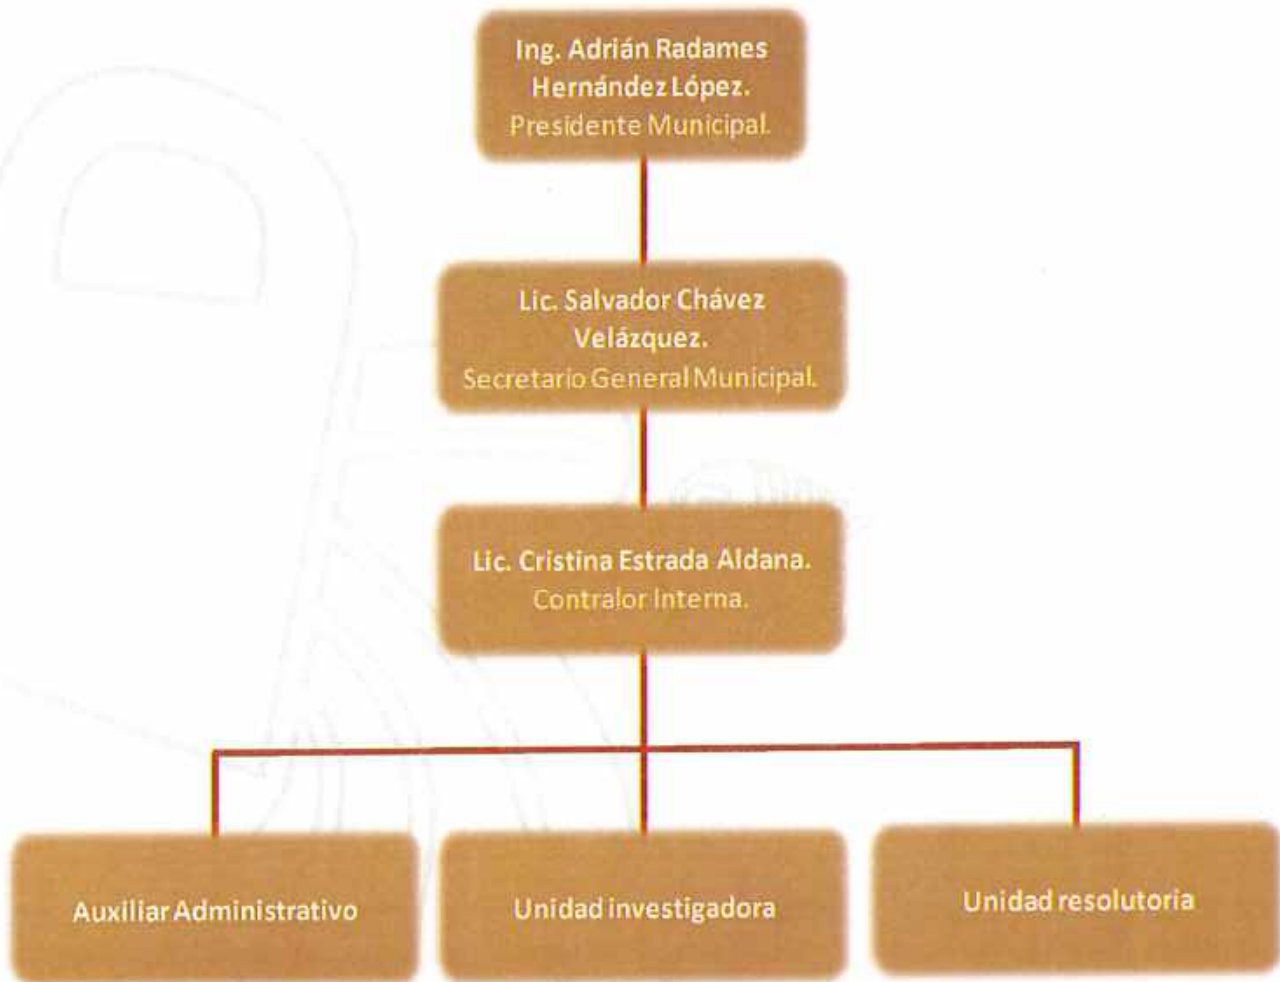 Ing. Adrián Radames
Hernández López.
Presidente Municipal.
Lic. Salvador Chávez
Velázquez.
Secretario General Municipal.
Lic. Cristina Estrada Aldana.
Contralor Interna.
Auxiliar Administrativo
Unidad investigadora
Unidad resolutoria